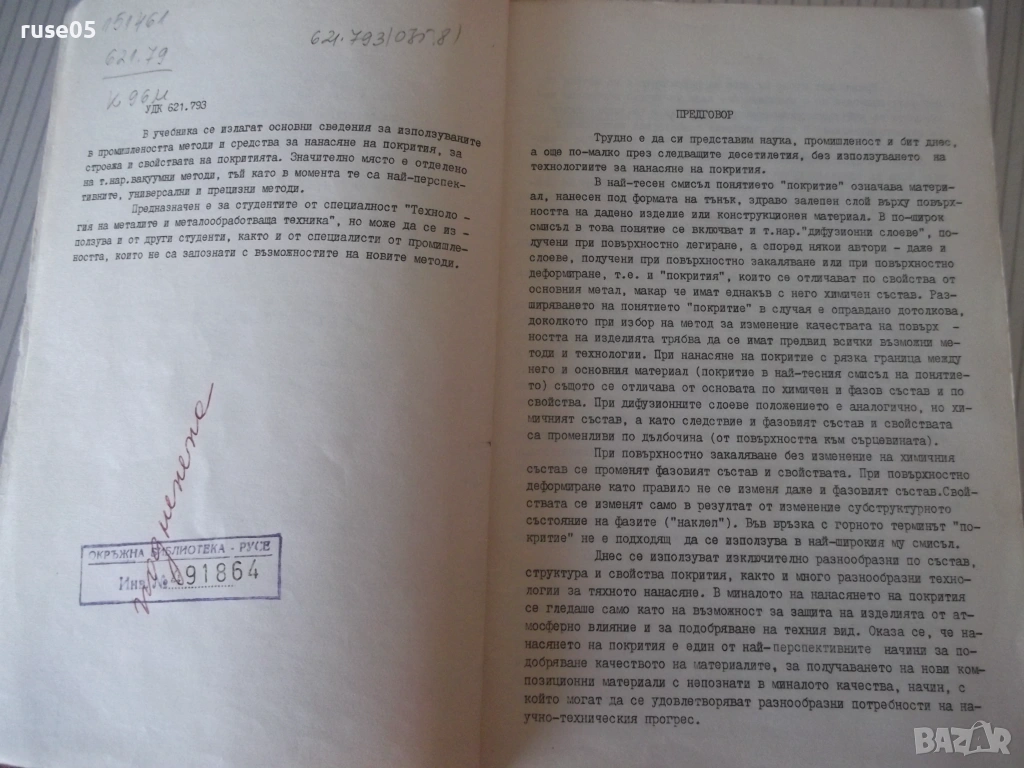 ruse05
151461
621.79
К 96М
621.793(075.8)
УДК 621.793
В учебника се излагат основни сведения за използуваните
в промишлеността методи и средства за нанасяне на покрития, за
строежа и свойствата на покритията. Значително място е отделено
на т.нар.вакуумни методи, тъй като в момента те са най-перспек-
тивните, универсални и прецизни методи.
Предназначен е за студентите от специалност "Техноло -
гия на металите и металообработваща техника", но може да се из -
ползува и от други студенти, както и от специалисти от промишле-
ността, които не са запознати с възможностите на новите методи.
ОКРЪЖНА БИБЛИОТЕКА - РУСЕ
Инв.№ 91864
ПРЕДГОВОР
Трудно е да си представим наука, промишленост и бит днес,
а още по-малко през следващите десетилетия, без използуването на
технологиите за нанасяне на покрития.
В най-тесен смисъл понятието "покритие" означава матери-
ал, нанесен под формата на тънък, здраво залепен слой върху повърх-
ността на дадено изделие или конструкционен материал. В по-широк
смисъл в това понятие се включват и т.нар."дифузионни слоеве", по-
лучени при повърхностно легиране, а според някои автори - даже и
слоеве, получени при повърхностно закаляване или при повърхностно
деформиране, т.е. и "покрития", които се отличават по свойства от
основния метал, макар че имат еднакъв с него химичен състав. Раз-
ширяването на понятието "покритие" в случая е оправдано дотолкова,
доколкото при избор на метод за изменение качествата на повърх -
ността на изделията трябва да се имат предвид всички възможни ме-
тоди и технологии. При нанасяне на покритие с рязка граница между
него и основния материал (покритие в най-тесния смисъл на понятие-
то) същото се отличава от основата по химичен и фазов състав и по
свойства. При дифузионните слоеве положението е аналогично, но хи-
мичният състав, а като следствие и фазовият състав и свойствата
са променливи по дълбочина (от повърхността към сърцевината).
При повърхностно закаляване без изменение на химичния
състав се променят фазовият състав и свойствата. При повърхностно
деформиране като правило не се изменя даже и фазовият състав.Свой-
ствата се изменят само в резултат от изменение субструктурното
състояние на фазите ("наклеп"). Във връзка с горното терминът "по-
критие" не е подходящ да се използува в най-широкия му смисъл.
Днес се използуват изключително разнообразни по състав,
структура и свойства покрития, както и много разнообразни техно-
логии за тяхното нанасяне. В миналото на нанасянето на покрития
се гледаше само като на възможност за защита на изделията от ат-
мосферно влияние и за подобряване на техния вид. Оказа се, че на-
насянето на покрития е един от най-перспективните начини за по-
добряване качеството на материалите, за получаването на нови ком-
позиционни материали с непознати в миналото качества, начин, с
който могат да се удовлетворяват разнообразни потребности на на-
учно-техническия прогрес.
BAZAR